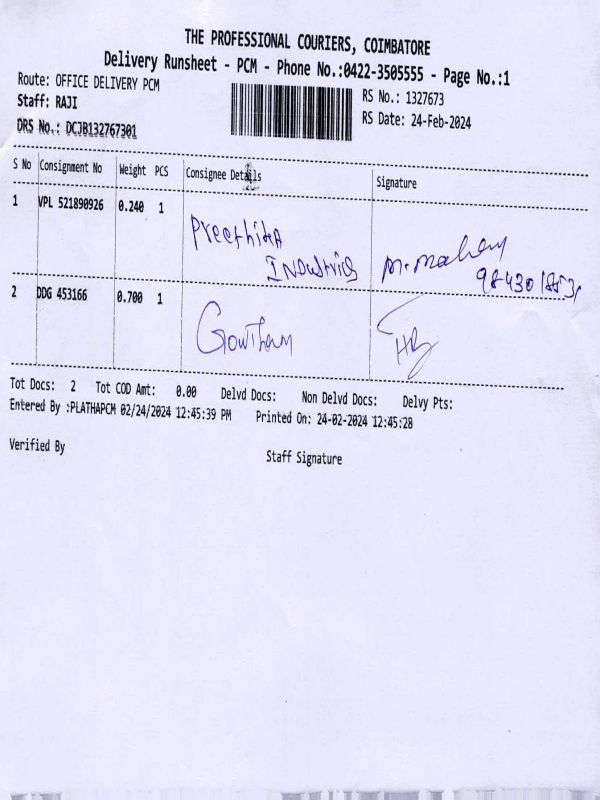 THE PROFESSIONAL COURIERS, COIMBATORE
Delivery Runsheet - PCM - Phone No.:0422-3505555 - Page No.:1
Route: OFFICE DELIVERY PCM
RS No.: 1327673
Staff: RAJI
RS Date: 24-Feb-2024
DRS No.: DCJB132767301
S No Consignment No Weight PCS Consignee Details Signature
1 VPL 521890926 0.240 1
Preethika
Industries
2 DDG 453166 0.700 1
Gowtham
Tot Docs: 2 Tot COD Amt: 0.00 Delvd Docs: Non Delvd Docs: Delvy Pts:
Entered By :PLATHAPCM 02/24/2024 12:45:39 PM Printed On: 24-02-2024 12:45:28
Verified By
Staff Signature